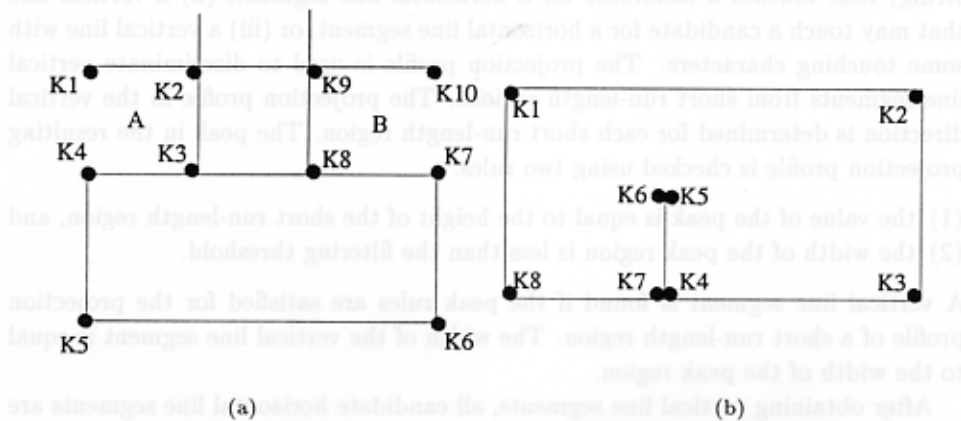 that touches a candidate for a horizontal line segment, (ii) a vertical line
that may touch a candidate for a horizontal line segment, or (iii) a vertical line with
some touching characters. The projection profile is used to discriminate vertical
line segments from short run-length regions. The projection profile in the vertical
direction is determined for each short run-length region. The peak in the resulting
projection profile is checked using two rules:
(1) the value of the peak is equal to the height of the short run-length region, and
(2) the width of the peak region is less than the filtering threshold.
A vertical line segment is found if the peak rules are satisfied for the projection
profile of a short run-length region. The width of the vertical line segment is equal
to the width of the peak region.
After obtaining vertical line segments, all candidate horizontal line segments are
K1 K2 K9 K10
A B
K4 K3 K8 K7
K5 K6
(a)
K1 K2
K6 K5
K8 K7 K4 K3
(b)